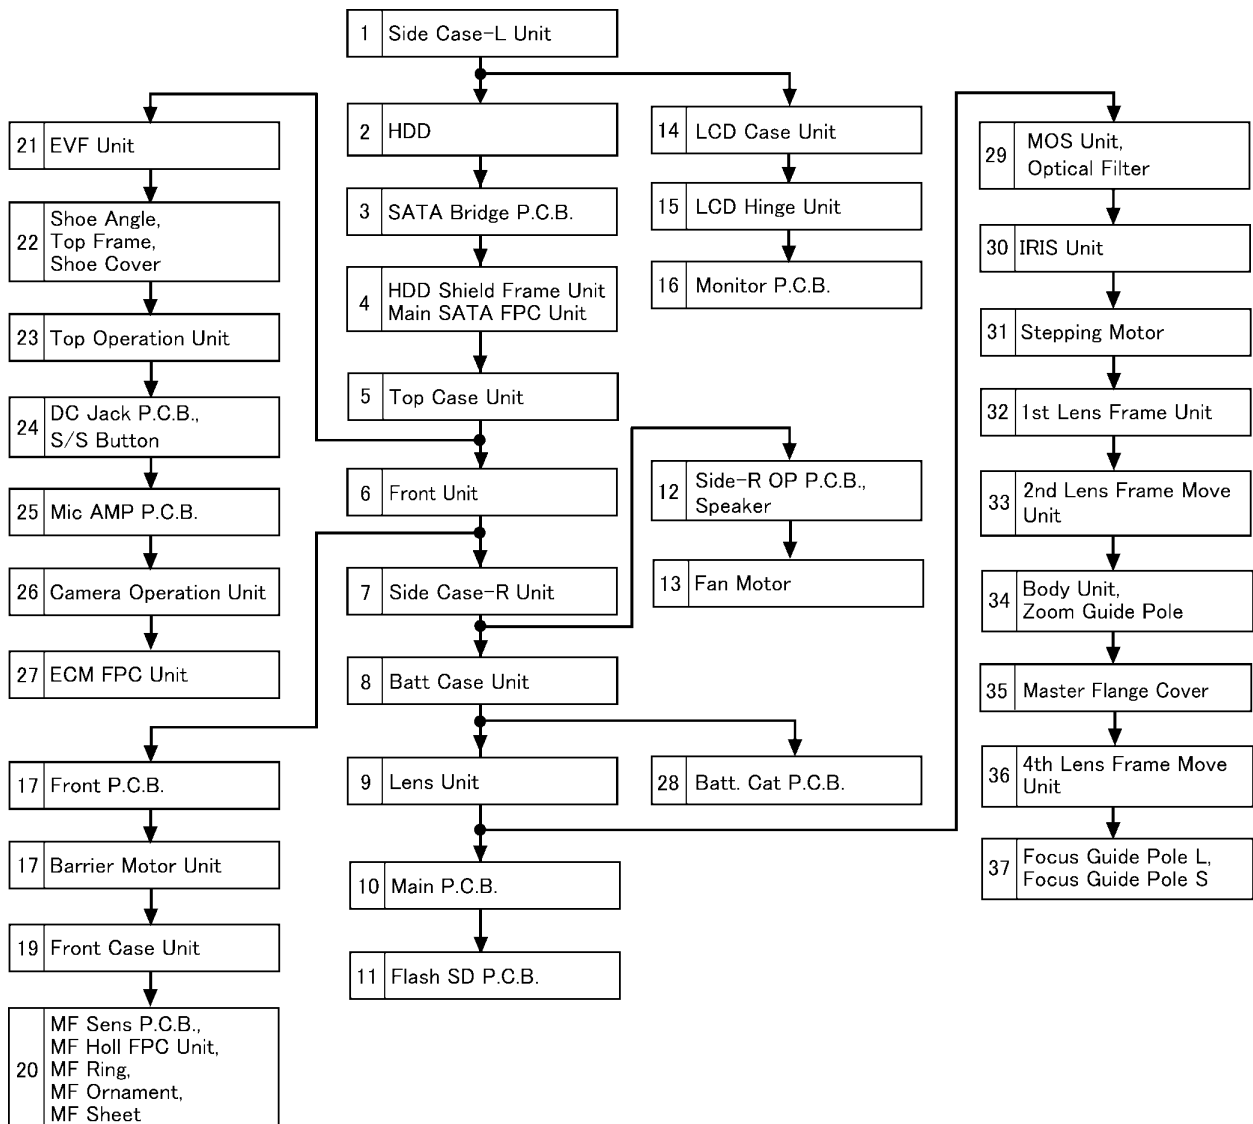 1 Side Case-L Unit
2 HDD
3 SATA Bridge P.C.B.
4 HDD Shield Frame Unit
Main SATA FPC Unit
5 Top Case Unit
6 Front Unit
7 Side Case-R Unit
8 Batt Case Unit
9 Lens Unit
10 Main P.C.B.
11 Flash SD P.C.B.
12 Side-R OP P.C.B.,
Speaker
13 Fan Motor
14 LCD Case Unit
15 LCD Hinge Unit
16 Monitor P.C.B.
17 Front P.C.B.
17 Barrier Motor Unit
19 Front Case Unit
20 MF Sens P.C.B.,
MF Holl FPC Unit,
MF Ring,
MF Ornament,
MF Sheet
21 EVF Unit
22 Shoe Angle,
Top Frame,
Shoe Cover
23 Top Operation Unit
24 DC Jack P.C.B.,
S/S Button
25 Mic AMP P.C.B.
26 Camera Operation Unit
27 ECM FPC Unit
28 Batt. Cat P.C.B.
29 MOS Unit,
Optical Filter
30 IRIS Unit
31 Stepping Motor
32 1st Lens Frame Unit
33 2nd Lens Frame Move
Unit
34 Body Unit,
Zoom Guide Pole
35 Master Flange Cover
36 4th Lens Frame Move
Unit
37 Focus Guide Pole L,
Focus Guide Pole S